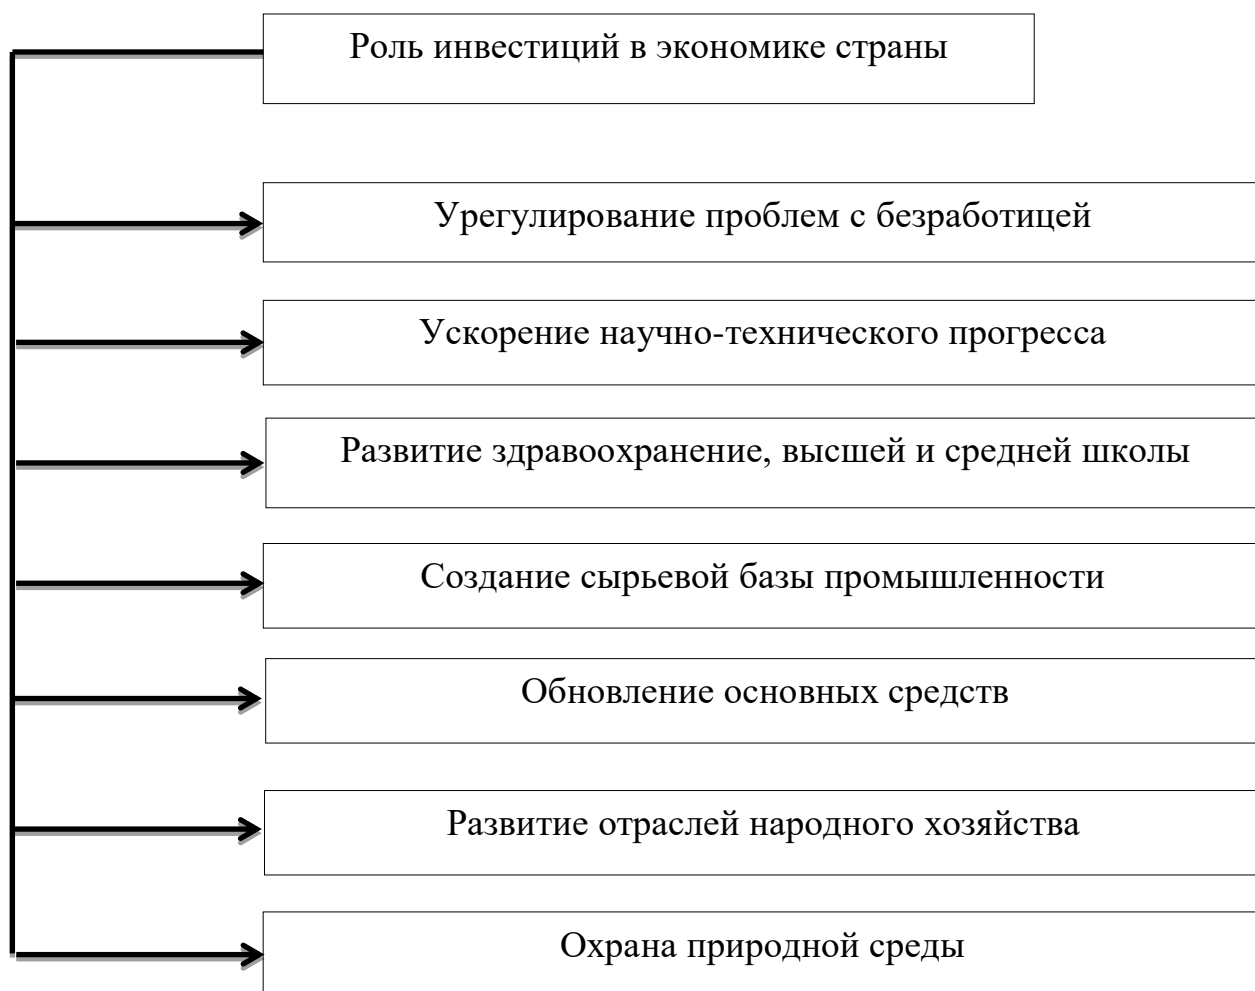 Роль инвестиций в экономике страны
Урегулирование проблем с безработицей
Ускорение научно-технического прогресса
Развитие здравоохранение, высшей и средней школы
Создание сырьевой базы промышленности
Обновление основных средств
Развитие отраслей народного хозяйства
Охрана природной среды